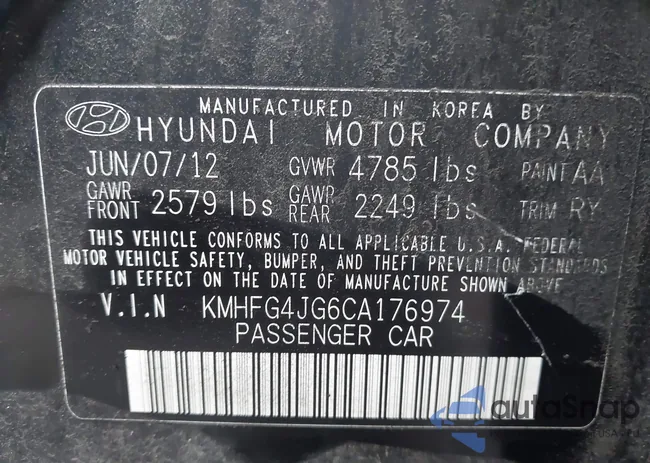 MANUFACTURED IN KOREA BY
HYUNDAI MOTOR COMPANY
JUN/07/12 GVWR 4785 lbs PAINT AA
GAWR FRONT 2579 lbs GAWR REAR 2249 lbs TRIM RY
THIS VEHICLE CONFORMS TO ALL APPLICABLE U.S.A. FEDERAL
MOTOR VEHICLE SAFETY, BUMPER, AND THEFT PREVENTION STANDARDS
IN EFFECT ON THE DATE OF MANUFACTURE SHOWN ABOVE
V.I.N KMHFG4JG6CA176974
PASSENGER CAR
autoSnap